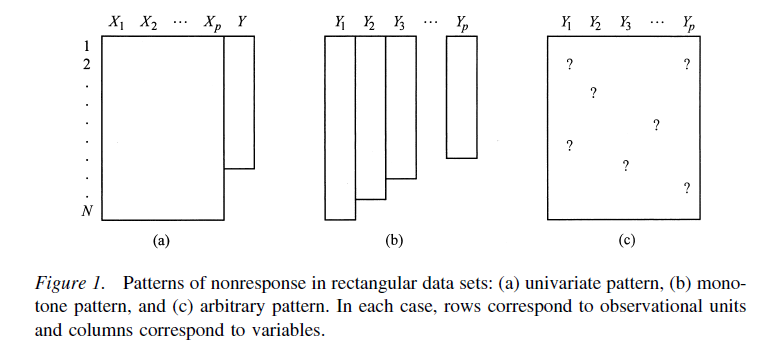 X1 X2 ... Xp Y
Y1 Y2 Y3 ... Yp
Y1 Y2 Y3 ... Yp
1
2
.
.
.
.
.
.
.
N
? ?
?
?
?
?
?
(a)
(b)
(c)
Figure 1. Patterns of nonresponse in rectangular data sets: (a) univariate pattern, (b) mono-
tone pattern, and (c) arbitrary pattern. In each case, rows correspond to observational units
and columns correspond to variables.